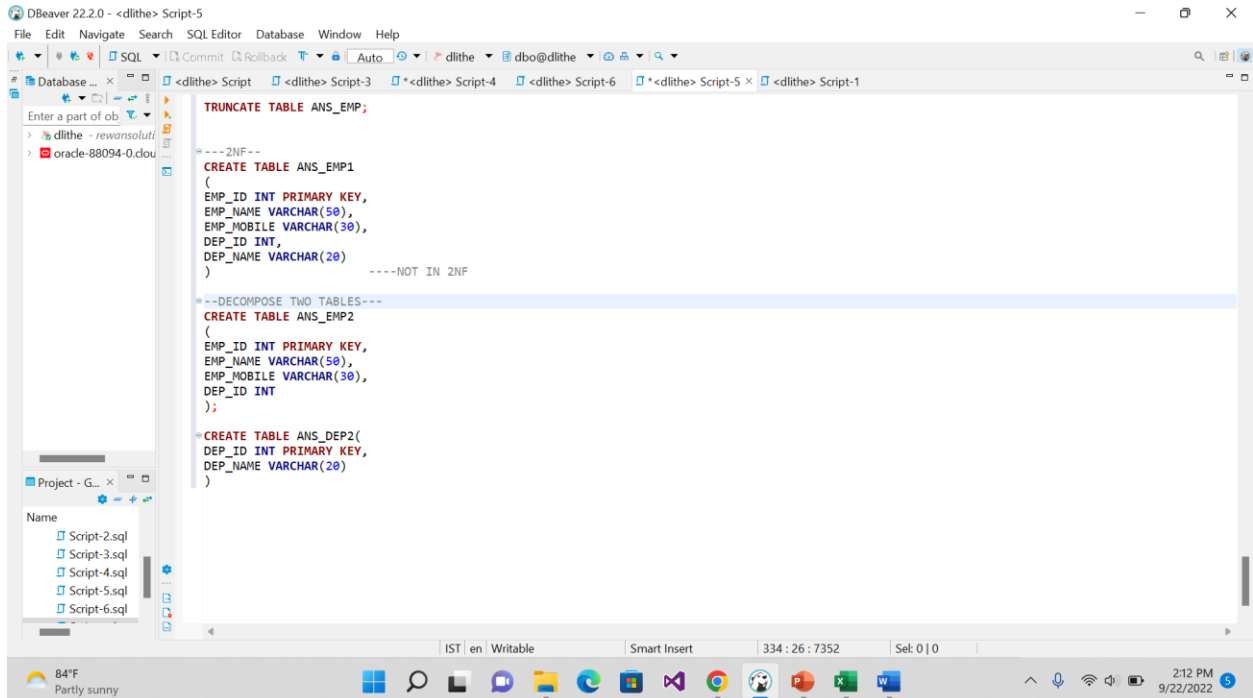 DBeaver 22.2.0 - <dlithe> Script-5
File Edit Navigate Search SQL Editor Database Window Help
SQL Commit Rollback Auto dlithe dbo@dlithe
Database ...
<dlithe> Script <dlithe> Script-3 *<dlithe> Script-4 <dlithe> Script-6 *<dlithe> Script-5 <dlithe> Script-1
Enter a part of ob
dlithe - rewansoluti
oracle-88094-0.clou
TRUNCATE TABLE ANS_EMP;
---2NF--
CREATE TABLE ANS_EMP1
(
EMP_ID INT PRIMARY KEY,
EMP_NAME VARCHAR(50),
EMP_MOBILE VARCHAR(30),
DEP_ID INT,
DEP_NAME VARCHAR(20)
) ----NOT IN 2NF
--DECOMPOSE TWO TABLES---
CREATE TABLE ANS_EMP2
(
EMP_ID INT PRIMARY KEY,
EMP_NAME VARCHAR(50),
EMP_MOBILE VARCHAR(30),
DEP_ID INT
);
CREATE TABLE ANS_DEP2(
DEP_ID INT PRIMARY KEY,
DEP_NAME VARCHAR(20)
)
Project - G...
Name
Script-2.sql
Script-3.sql
Script-4.sql
Script-5.sql
Script-6.sql
IST en Writable Smart Insert 334 : 26 : 7352 Sel: 0 | 0
84°F
Partly sunny
2:12 PM
9/22/2022
5